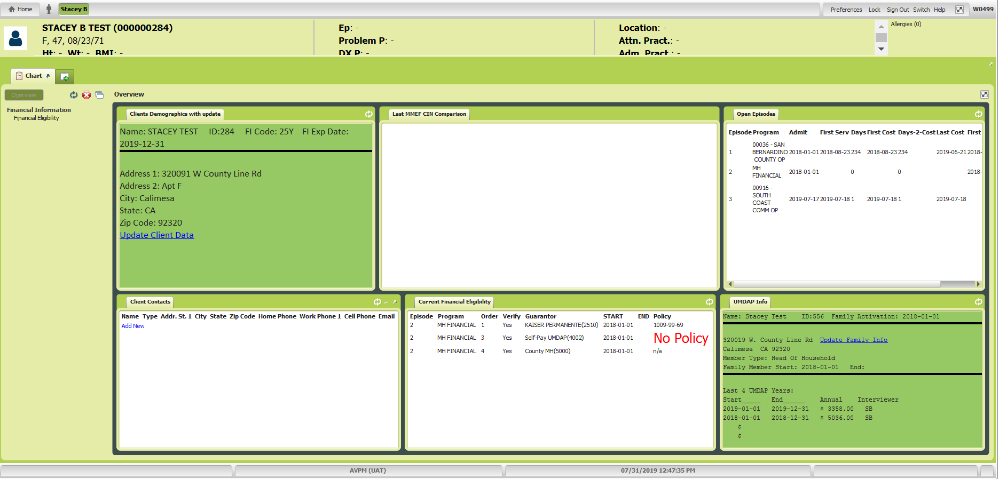 Home
Stacey B
Preferences Lock Sign Out Switch Help
W0499
STACEY B TEST (000000284)
F, 47, 08/23/71
Ht: - Wt: - BMI: -
Ep: -
Problem P: -
DX P: -
Location: -
Attn. Pract.: -
Adm. Pract.: -
Allergies (0)
Chart
Overview
Financial Information
Financial Eligibility
Overview
Clients Demographics with update
Name: STACEY TEST ID:284 FI Code: 25Y FI Exp Date:
2019-12-31
Address 1: 320091 W County Line Rd
Address 2: Apt F
City: Calimesa
State: CA
Zip Code: 92320
Update Client Data
Last MMEF CIN Comparison
Open Episodes
Episode Program Admit First Serv Days First Cost Days-2-Cost Last Cost First
00036 - SAN
1 BERNARDINO 2018-01-01 2018-08-23 234 2018-08-23 234 2019-06-21 2018-
COUNTY OP
MH
2 2018-01-01 0 0 2018-
FINANCIAL
00916 -
SOUTH
3 2019-07-17 2019-07-18 1 2019-07-18 1 2019-07-18
COAST
COMM OP
Client Contacts
Name Type Addr. St. 1 City State Zip Code Home Phone Work Phone 1 Cell Phone Email
Add New
Current Financial Eligibility
Episode Program Order Verify Guarantor START END Policy
2 MH FINANCIAL 1 Yes KAISER PERMANENTE(2510) 2018-01-01 1009-99-69
2 MH FINANCIAL 3 Yes Self-Pay UMDAP(4002) 2018-01-01 No Policy
2 MH FINANCIAL 4 Yes County MH(5000) 2018-01-01 n/a
UMDAP Info
Name: Stacey Test ID:556 Family Activation: 2018-01-01
320019 W. County Line Rd Update Family Info
Calimesa CA 92320
Member Type: Head Of Household
Family Member Start: 2018-01-01 End:
Last 4 UMDAP Years:
Start_____ End______ Annual Interviewer
2019-01-01 2019-12-31 $ 3358.00 SB
2018-01-01 2018-12-31 $ 5036.00 SB
$
$
AVPM (UAT)
07/31/2019 12:47:35 PM